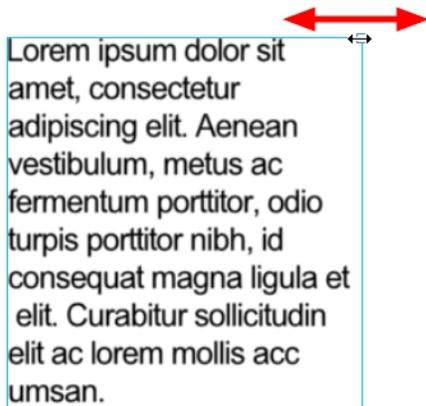 Lorem ipsum dolor sit
amet, consectetur
adipiscing elit. Aenean
vestibulum, metus ac
fermentum porttitor, odio
turpis porttitor nibh, id
consequat magna ligula et
elit. Curabitur sollicitudin
elit ac lorem mollis acc
umsan.